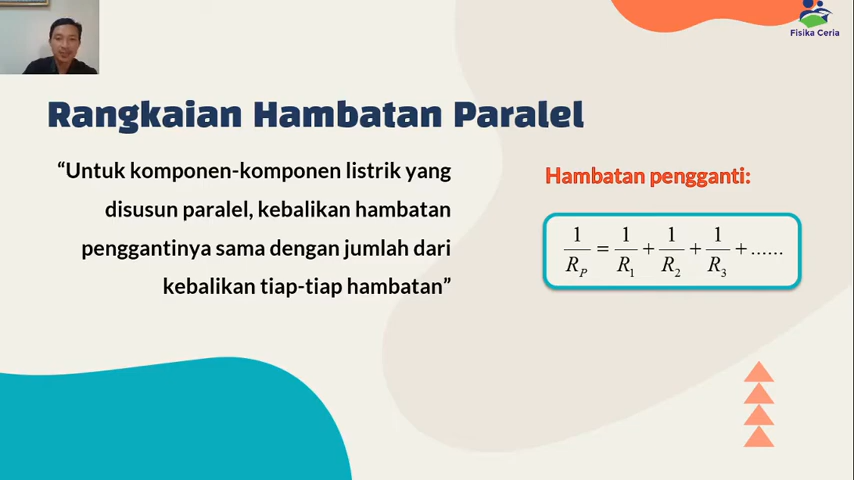 Fisika Ceria
Rangkaian Hambatan Paralel
“Untuk komponen-komponen listrik yang
disusun paralel, kebalikan hambatan
penggantinya sama dengan jumlah dari
kebalikan tiap-tiap hambatan”
Hambatan pengganti:
1/R_P = 1/R_1 + 1/R_2 + 1/R_3 + ......